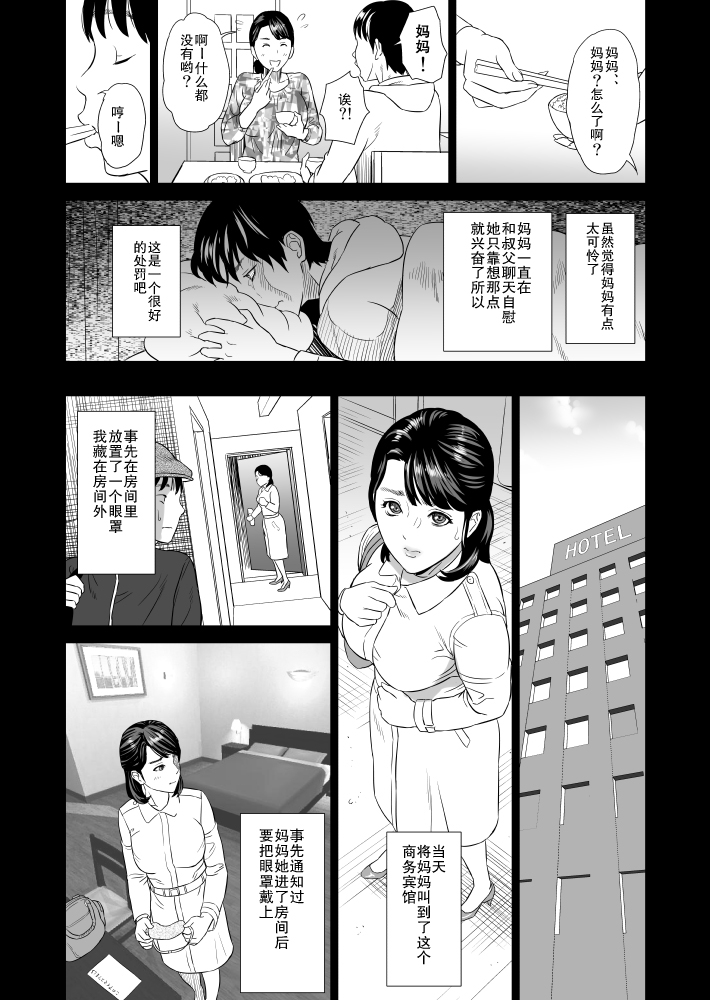 妈妈、
妈妈？怎么了啊？
妈妈！
诶?!
啊ー什么都
没有哟？
哼ー嗯
虽然觉得妈妈有点
太可怜了
妈妈一直在
和叔父聊天自慰
她只靠想那点
就兴奋了所以
这是一个很好
的处罚吧
HOTEL
当天
将妈妈叫到了这个
商务宾馆
事先在房间里
放置了一个眼罩
我藏在房间外
事先通知过
妈妈她进了房间后
要把眼罩戴上